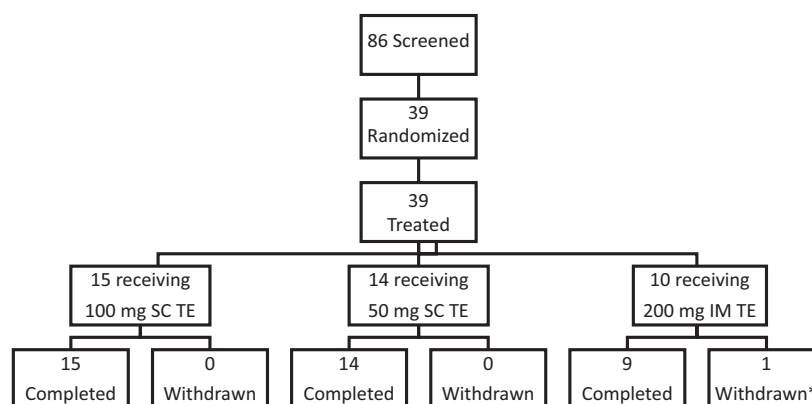 86 Screened
39
Randomized
39
Treated
15 receiving
100 mg SC TE
14 receiving
50 mg SC TE
10 receiving
200 mg IM TE
15
Completed
0
Withdrawn
14
Completed
0
Withdrawn
9
Completed
1
Withdrawn*